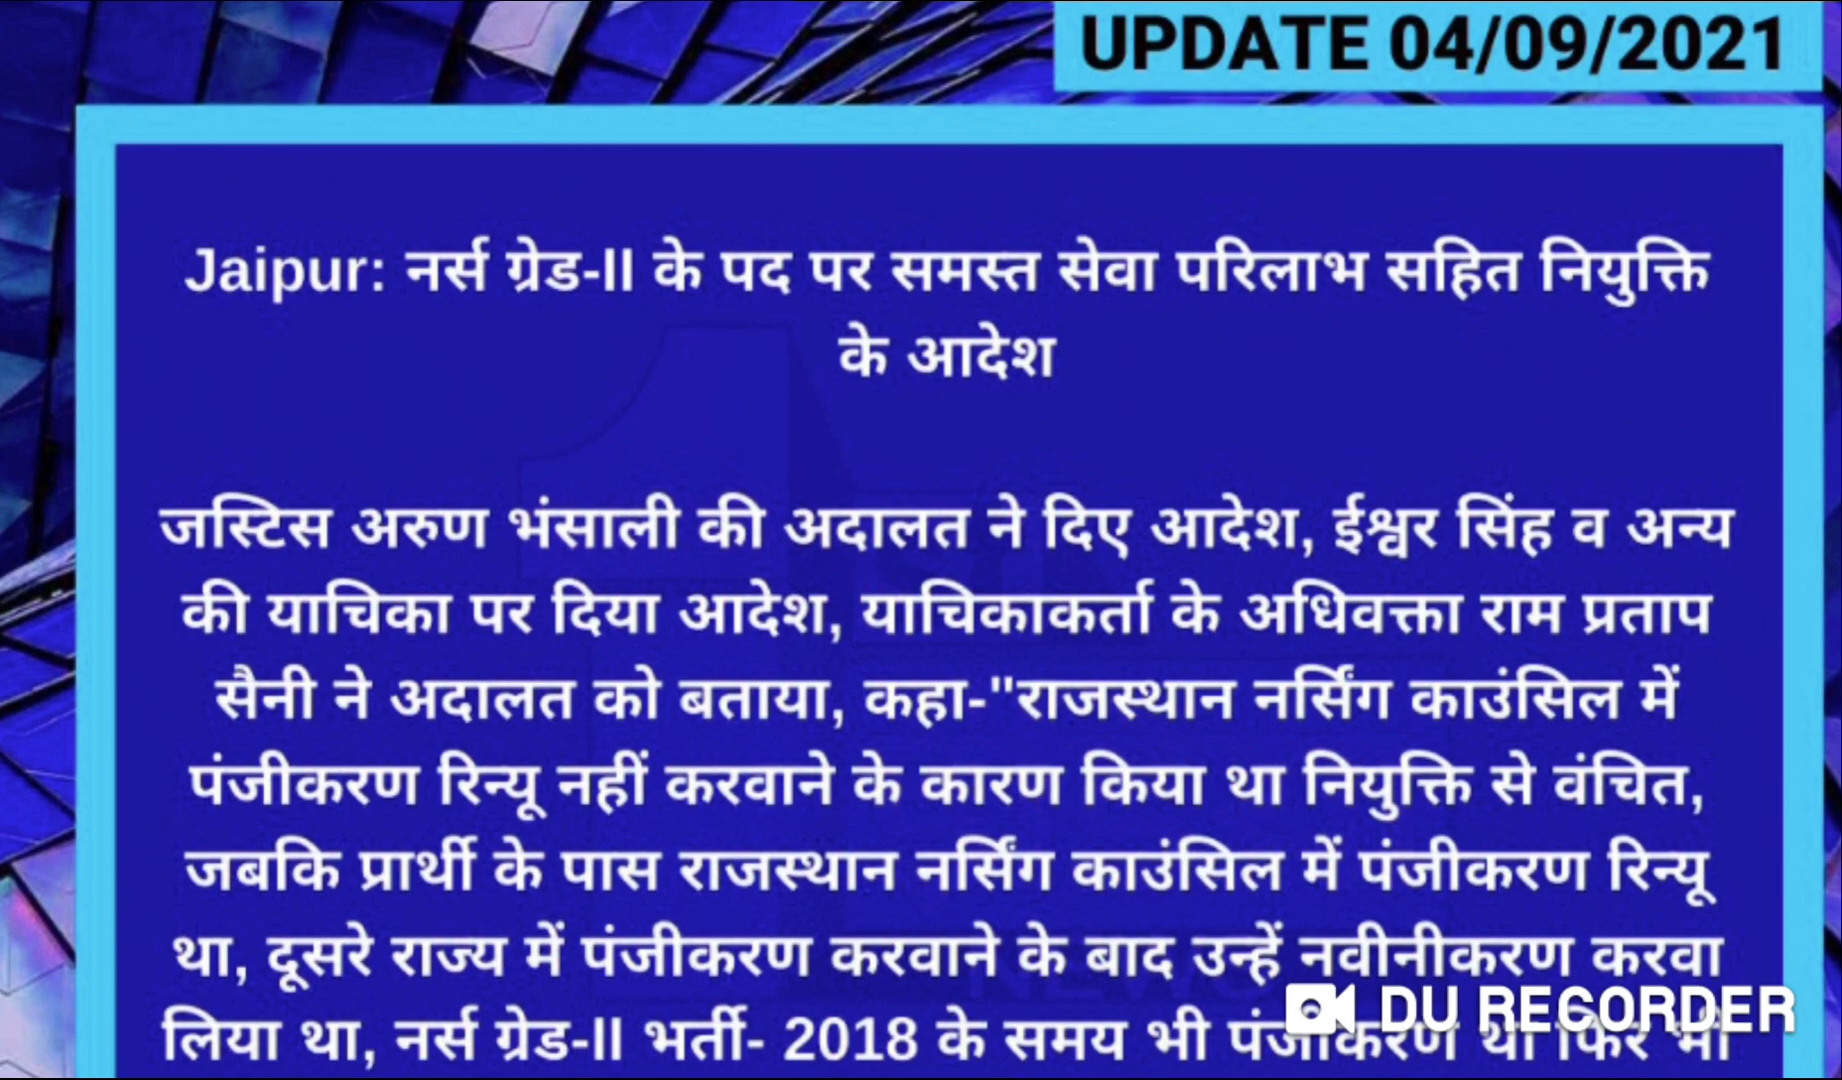 UPDATE 04/09/2021
Jaipur: नर्स ग्रेड-II के पद पर समस्त सेवा परिलाभ सहित नियुक्ति
के आदेश
जस्टिस अरुण भंसाली की अदालत ने दिए आदेश, ईश्वर सिंह व अन्य
की याचिका पर दिया आदेश, याचिकाकर्ता के अधिवक्ता राम प्रताप
सैनी ने अदालत को बताया, कहा-"राजस्थान नर्सिंग काउंसिल में
पंजीकरण रिन्यू नहीं करवाने के कारण किया था नियुक्ति से वंचित,
जबकि प्रार्थी के पास राजस्थान नर्सिंग काउंसिल में पंजीकरण रिन्यू
था, दूसरे राज्य में पंजीकरण करवाने के बाद उन्हें नवीनीकरण करवा
लिया था, नर्स ग्रेड-II भर्ती- 2018 के समय भी पंजीकरण था फिर भी
DU RECORDER